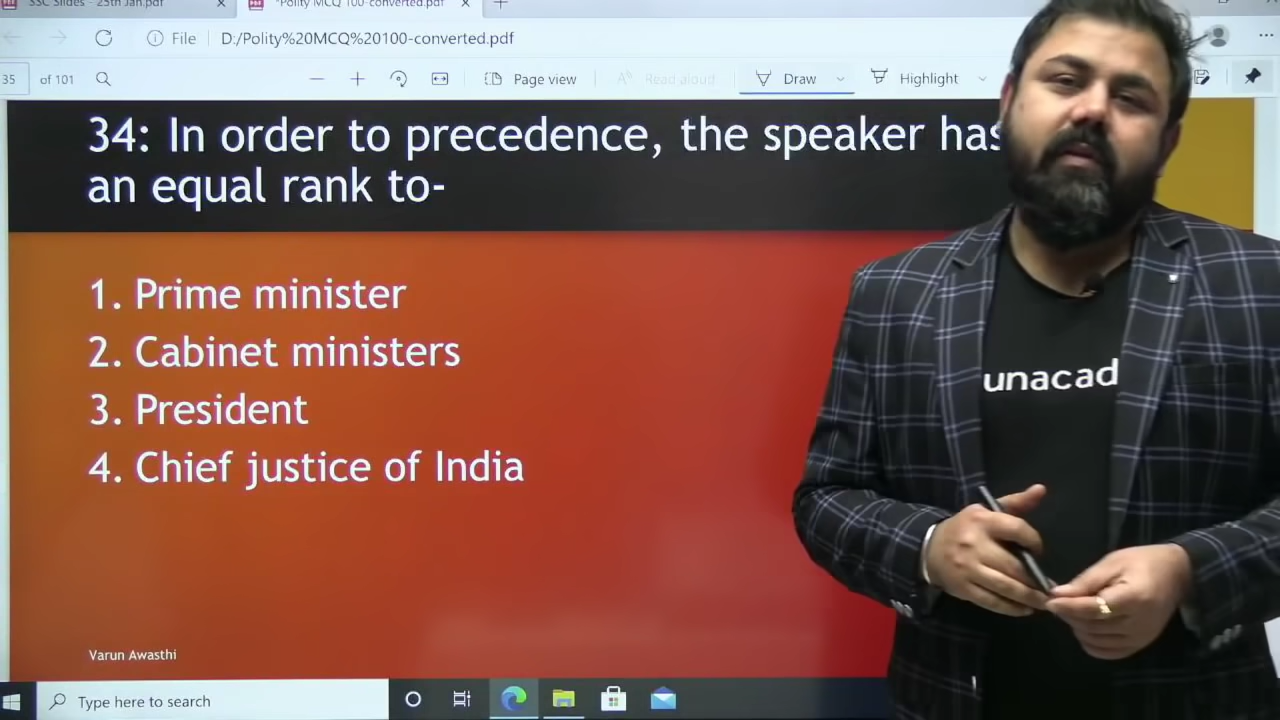 SSC Slides - 25th Jan.pdf
*Polity MCQ 100-converted.pdf
File D:/Polity%20MCQ%20100-converted.pdf
35 of 101 Page view Read aloud Draw Highlight
34: In order to precedence, the speaker has
an equal rank to-
1. Prime minister
2. Cabinet ministers
3. President
4. Chief justice of India
unacad
Varun Awasthi
Type here to search